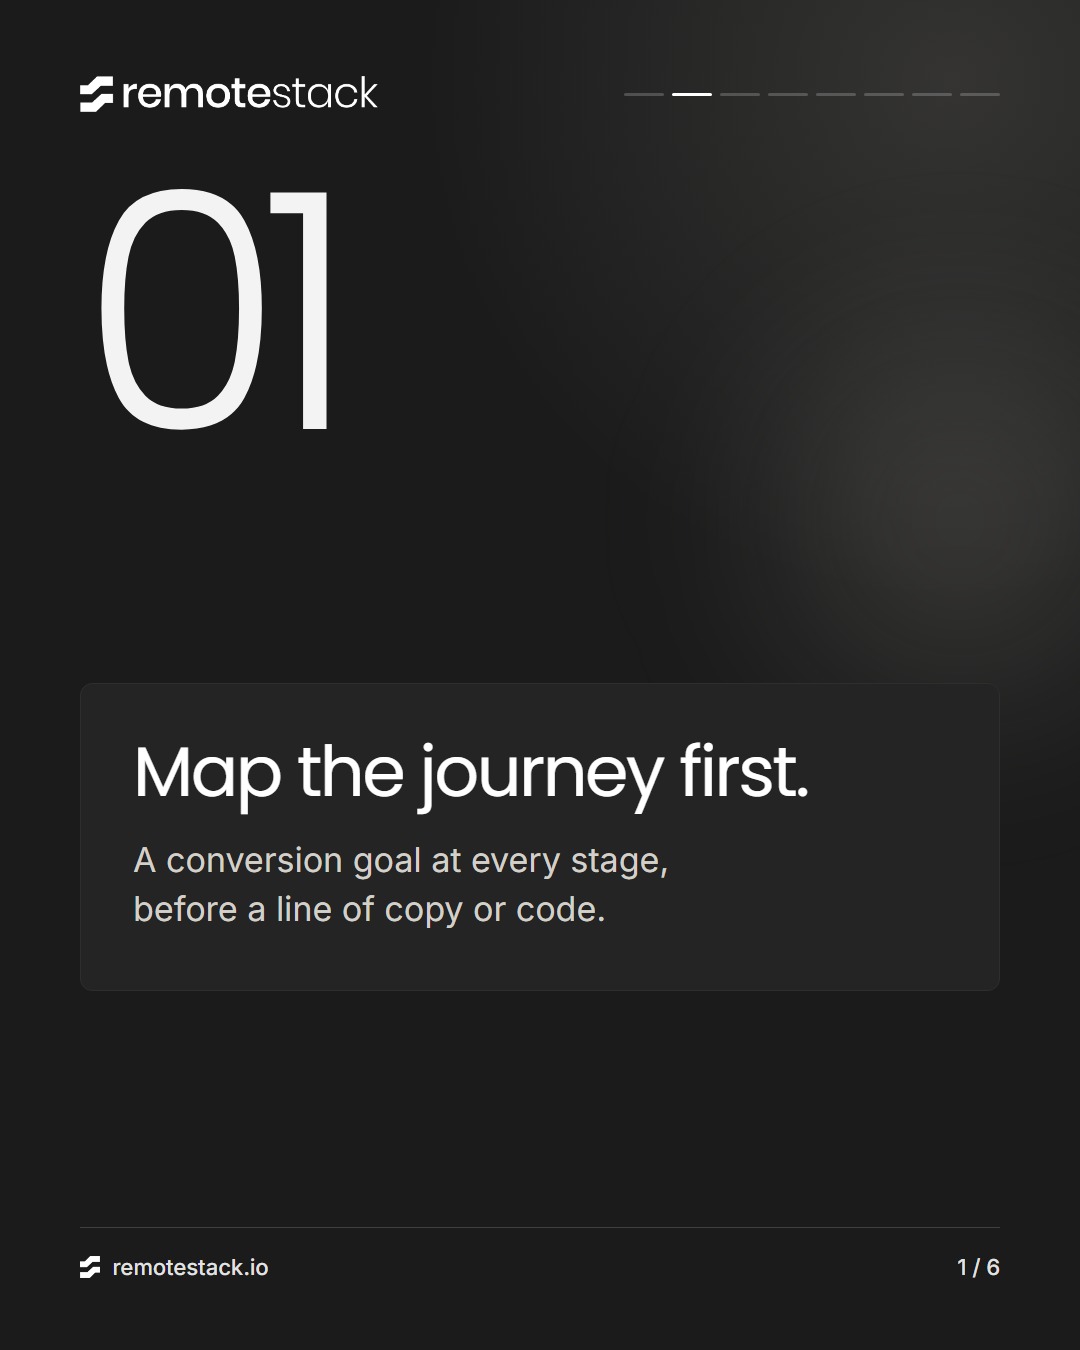 remotestack
01
Map the journey first.
A conversion goal at every stage,
before a line of copy or code.
remotestack.io
1 / 6